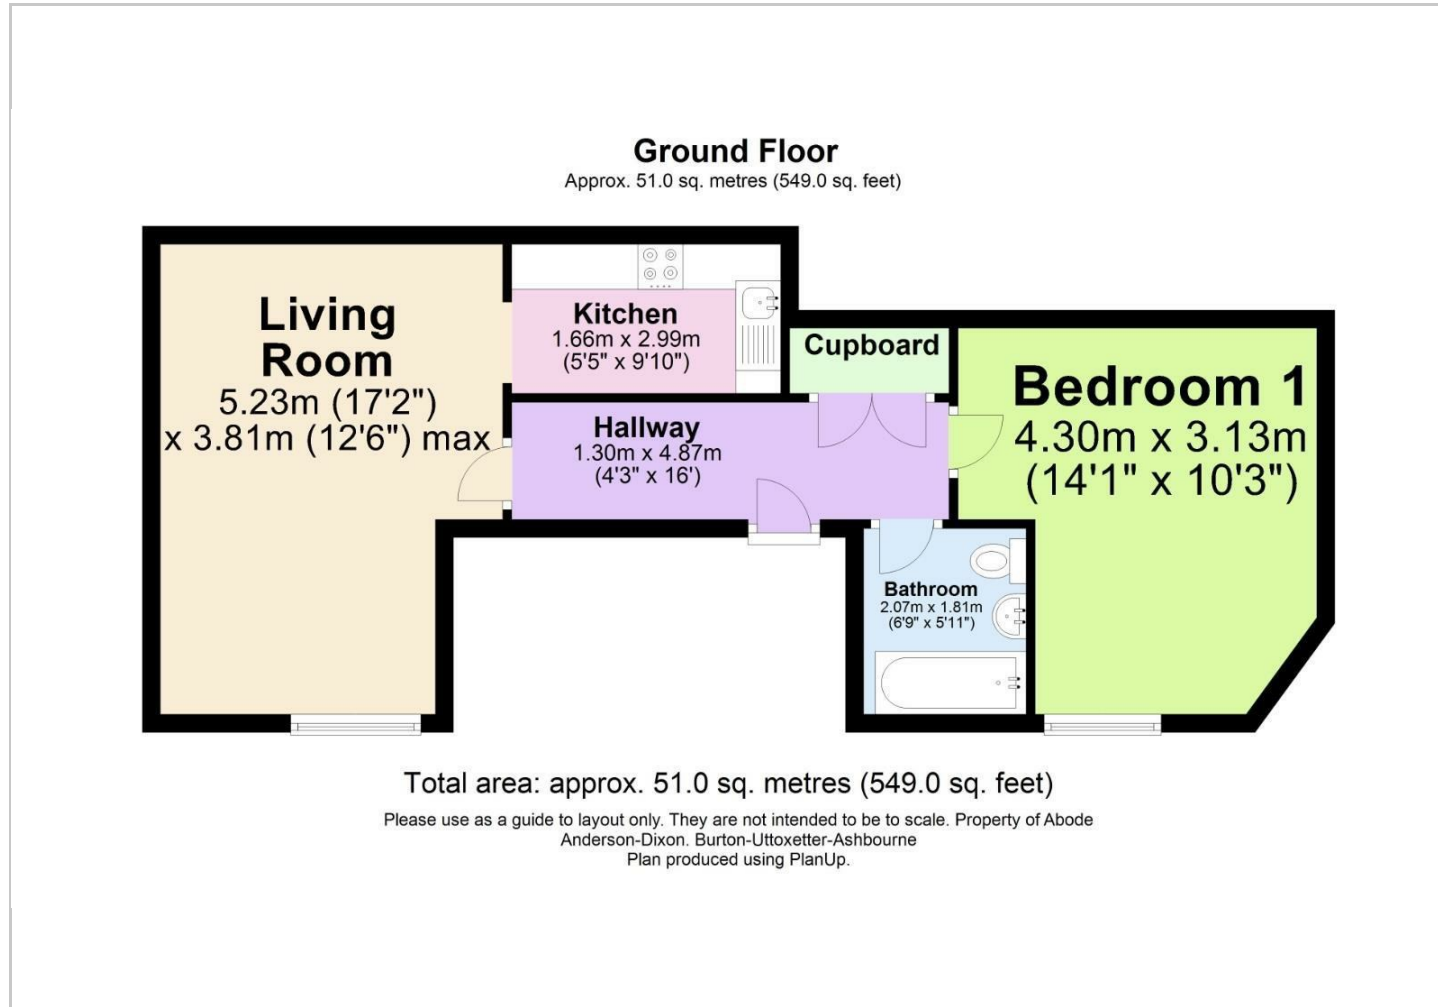 Ground Floor
Approx. 51.0 sq. metres (549.0 sq. feet)
Living
Room
5.23m (17'2")
x 3.81m (12'6") max
Kitchen
1.66m x 2.99m
(5'5" x 9'10")
Cupboard
Hallway
1.30m x 4.87m
(4'3" x 16')
Bedroom 1
4.30m x 3.13m
(14'1" x 10'3")
Bathroom
2.07m x 1.81m
(6'9" x 5'11")
Total area: approx. 51.0 sq. metres (549.0 sq. feet)
Please use as a guide to layout only. They are not intended to be to scale. Property of Abode
Anderson-Dixon. Burton-Uttoxetter-Ashbourne
Plan produced using PlanUp.